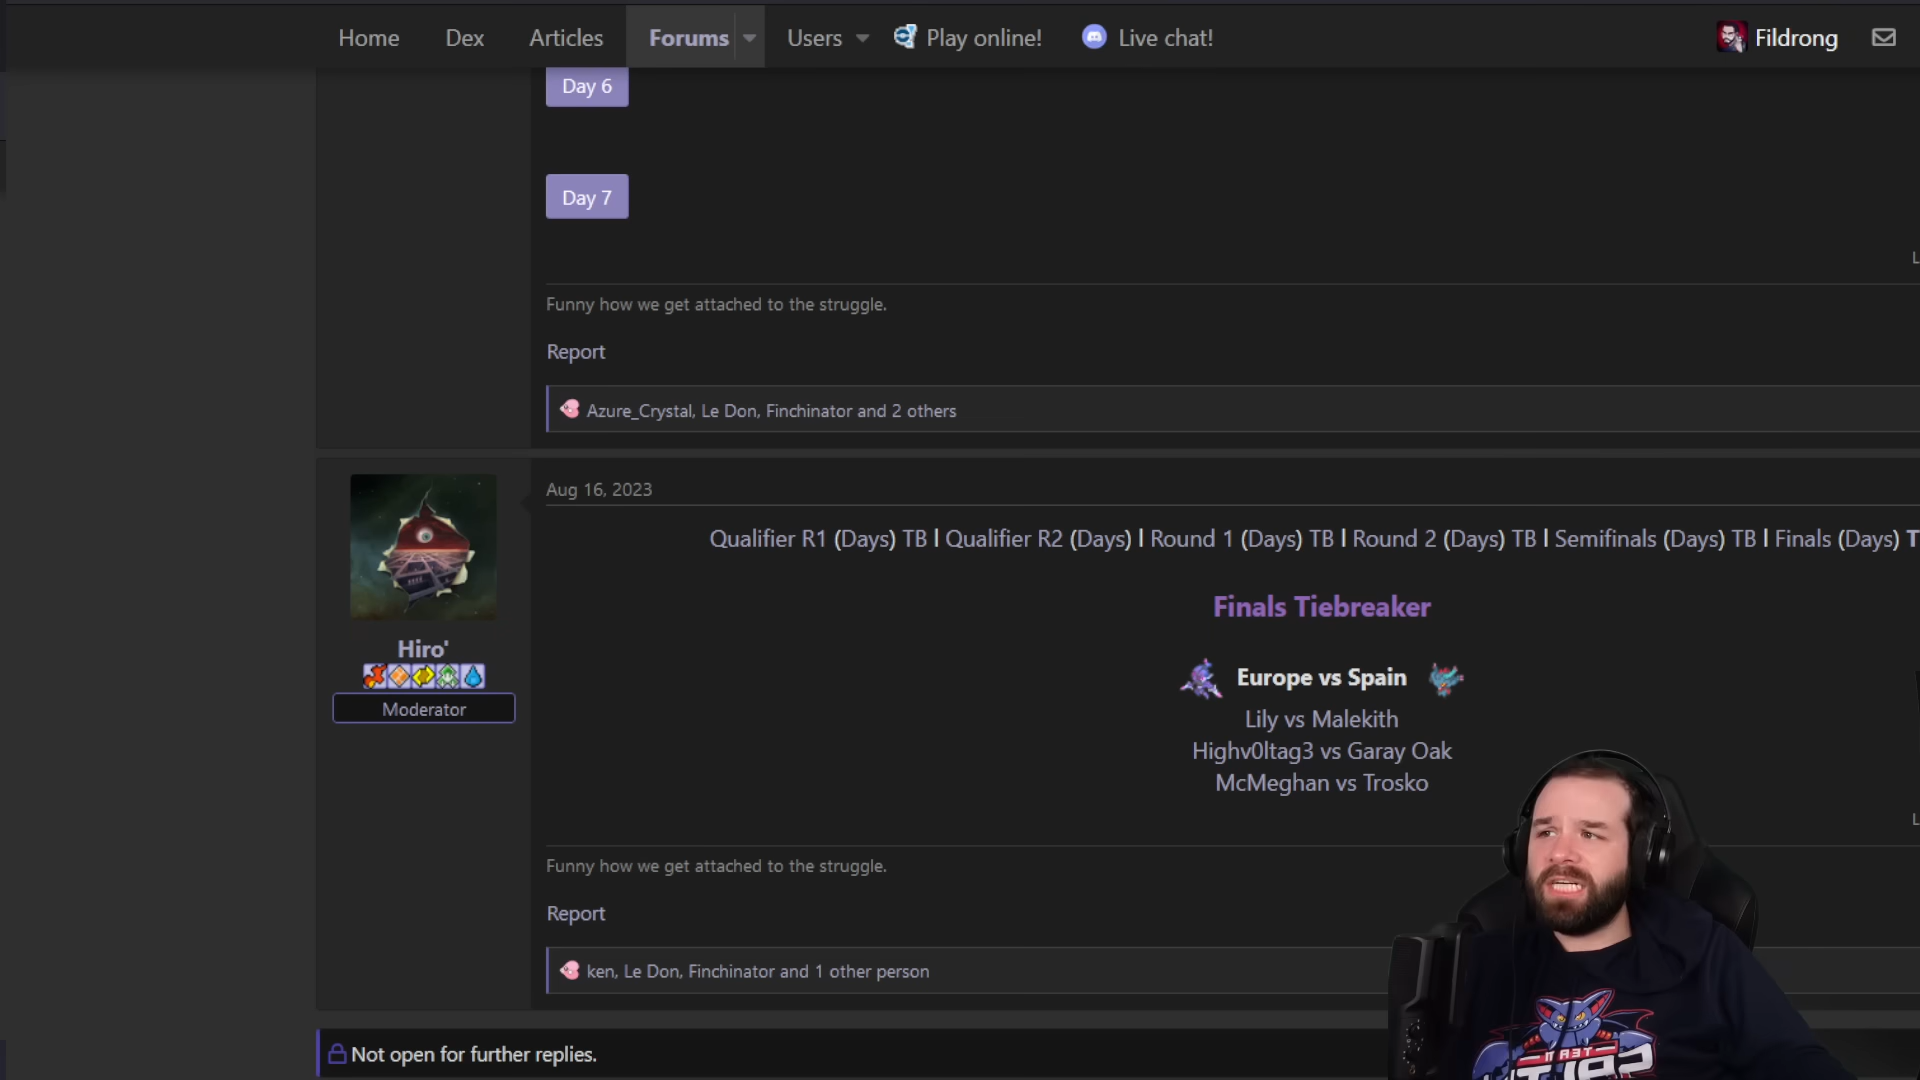 Home Dex Articles Forums Users Play online! Live chat! Fildrong
Day 6
Day 7
L
Funny how we get attached to the struggle.
Report
Azure_Crystal, Le Don, Finchinator and 2 others
Aug 16, 2023
Qualifier R1 (Days) TB l Qualifier R2 (Days) l Round 1 (Days) TB l Round 2 (Days) TB l Semifinals (Days) TB l Finals (Days) T
Finals Tiebreaker
Hiro'
Moderator
Europe vs Spain
Lily vs Malekith
Highv0ltag3 vs Garay Oak
McMeghan vs Trosko
L
Funny how we get attached to the struggle.
Report
ken, Le Don, Finchinator and 1 other person
Not open for further replies.
TEAM